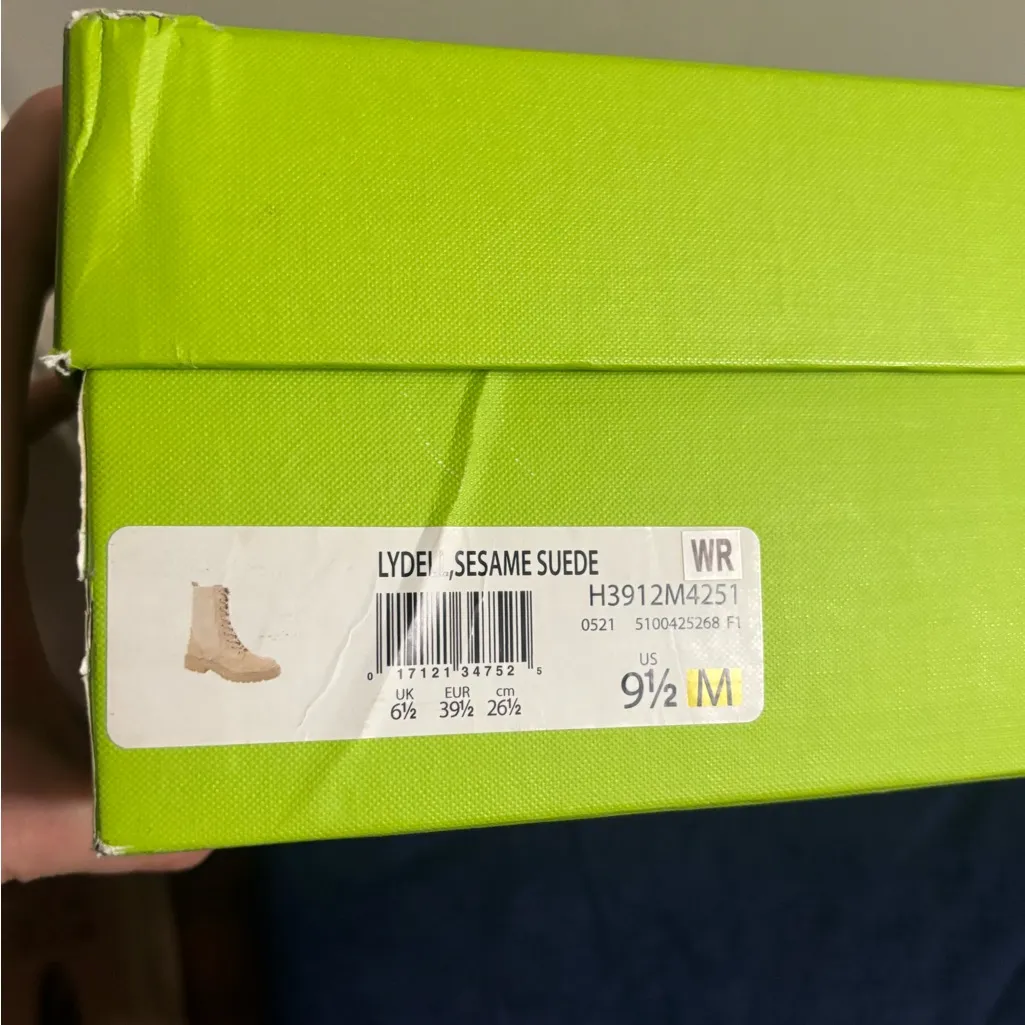 SESAME SUEDE
WR
H3912M4251
0521 5100425268 F1
0 17121 34752 5
UK EUR cm
6½ 39½ 26½
US
9½ M